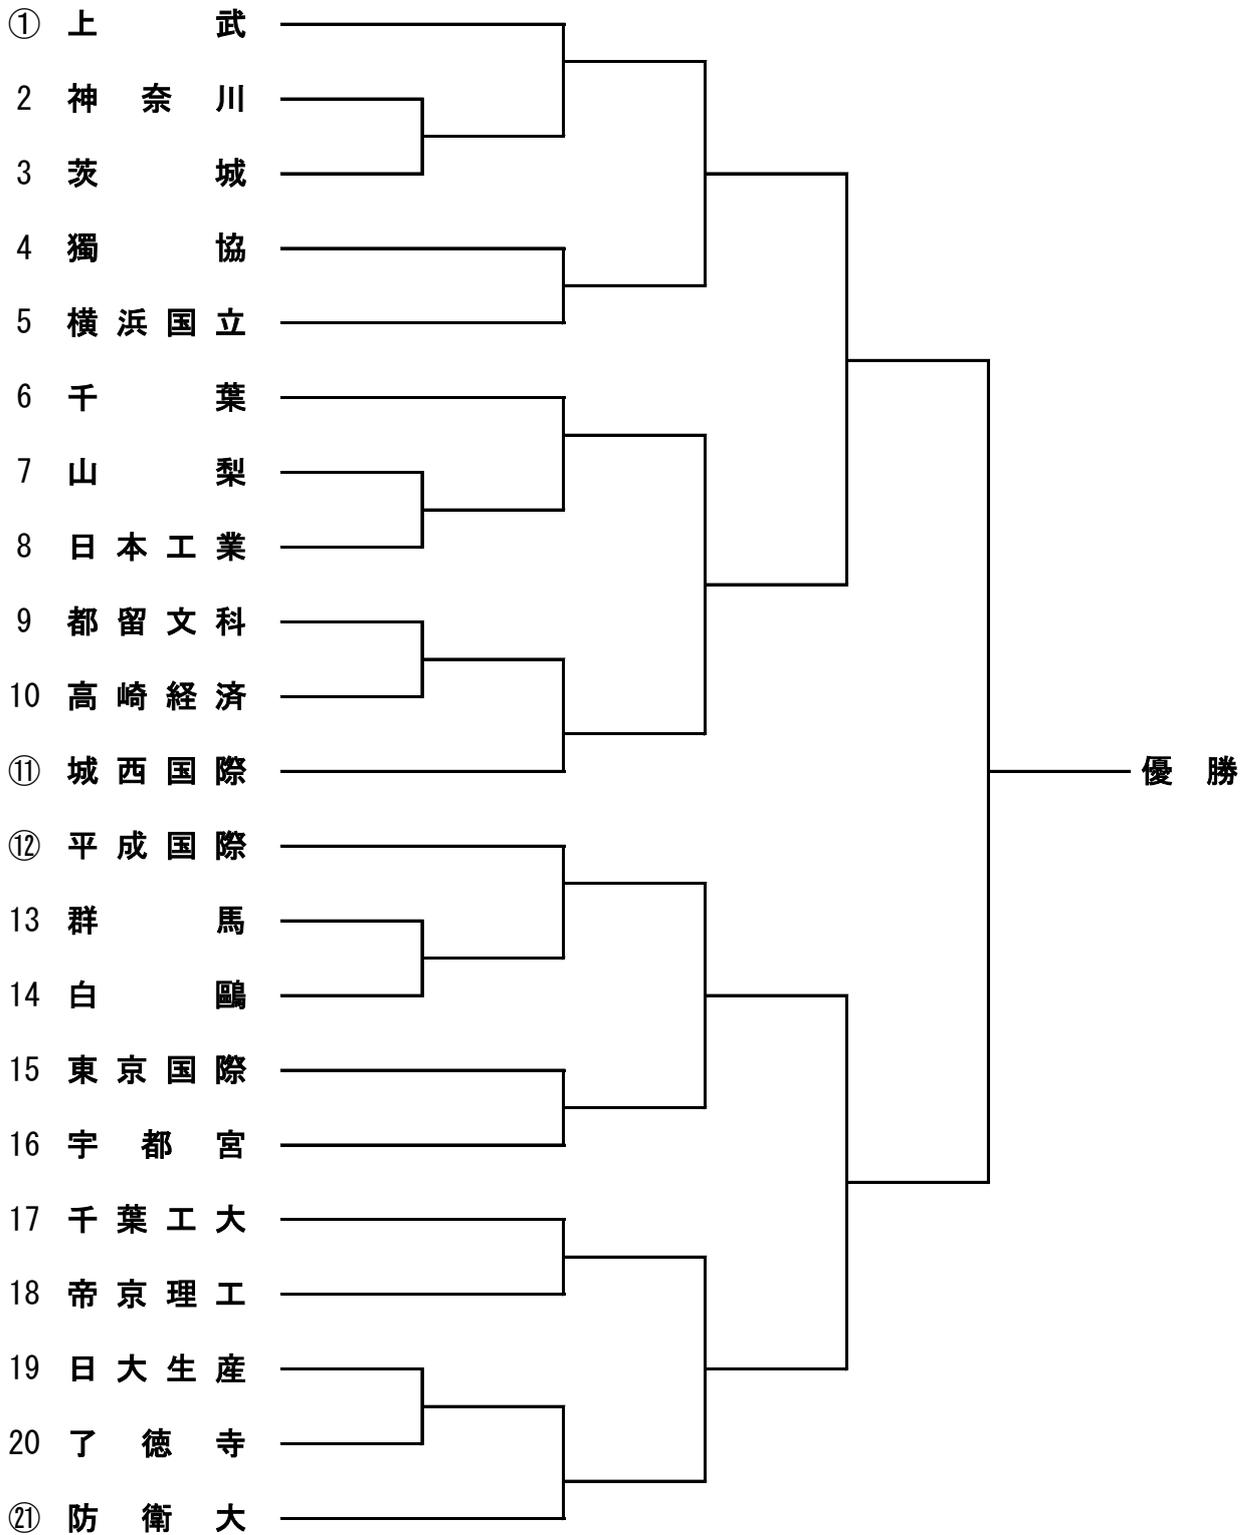 ① 上武
2 神奈川
3 茨城
4 獨協
5 横浜国立
6 千葉
7 山梨
8 日本工業
9 都留文科
10 高崎経済
⑪ 城西国際
優勝
⑫ 平成国際
13 群馬
14 白鷗
15 東京国際
16 宇都宮
17 千葉工大
18 帝京理工
19 日大生産
20 了徳寺
㉑ 防衛大